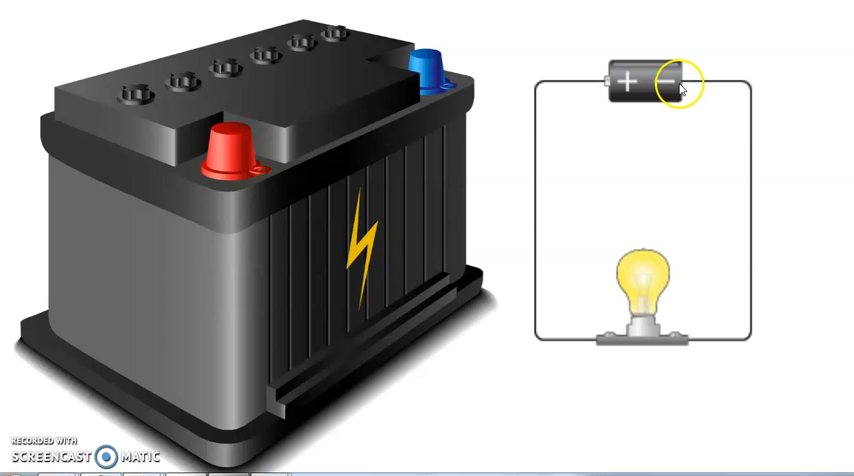 + −
RECORDED WITH
SCREENCAST MATIC